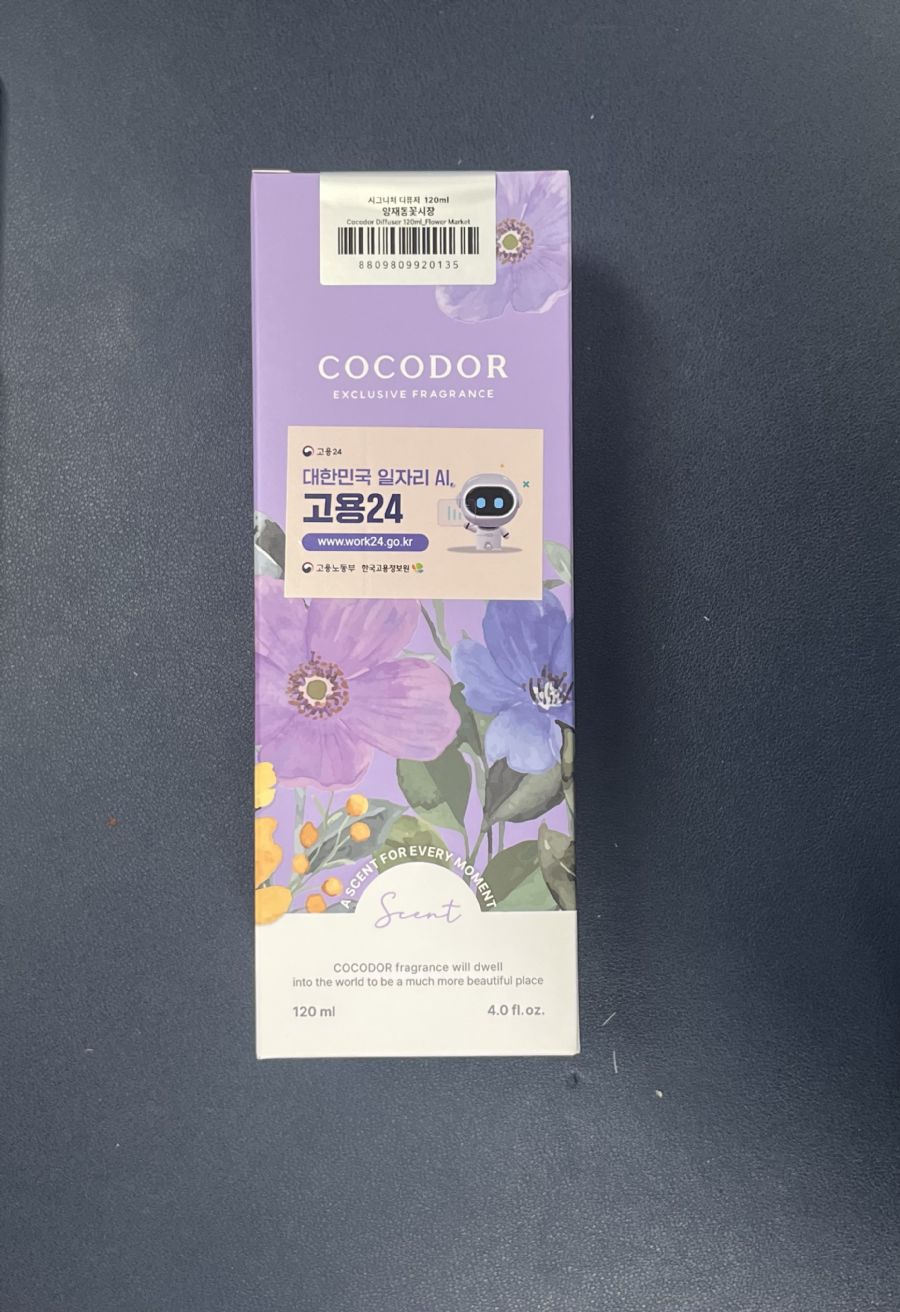 시그니처 디퓨저 120ml
양재동꽃시장
Cocodor Diffuser 120ml_Flower Market
8809809920135
COCODOR
EXCLUSIVE FRAGRANCE
고용24
대한민국 일자리 AI,
고용24
www.work24.go.kr
고용노동부 한국고용정보원
A SCENT FOR EVERY MOMENT
Scent
COCODOR fragrance will dwell
into the world to be a much more beautiful place
120 ml 4.0 fl.oz.